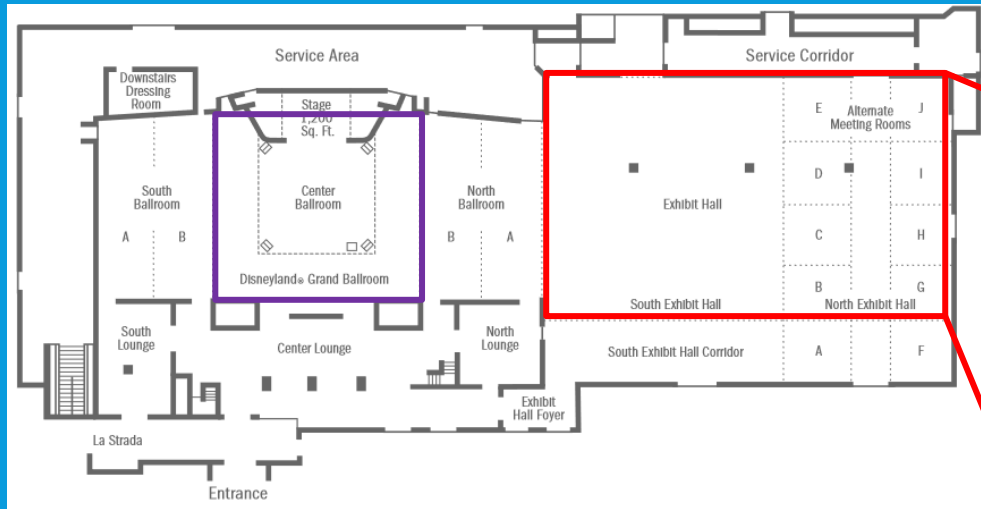 Service Area
Service Corridor
Downstairs
Dressing
Room
Stage
1,200
Sq. Ft.
E
Alternate
Meeting Rooms
J
South
Ballroom
A
B
Center
Ballroom
North
Ballroom
B
A
Exhibit Hall
D
I
C
H
Disneyland® Grand Ballroom
B
G
South Exhibit Hall
North Exhibit Hall
South
Lounge
Center Lounge
North
Lounge
South Exhibit Hall Corridor
A
F
Exhibit
Hall Foyer
La Strada
Entrance